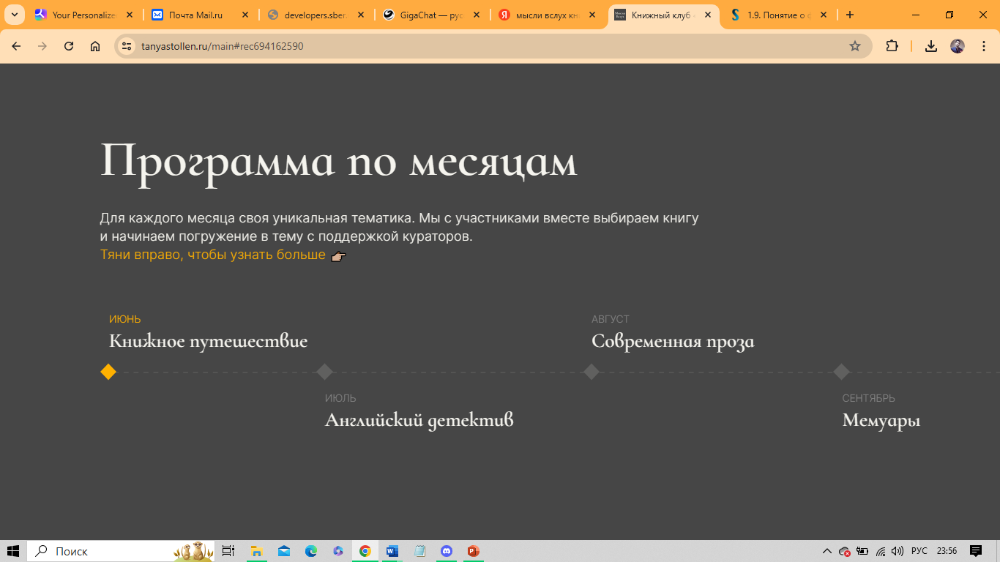 Your Personalize
Почта Mail.ru
developers.sber.
GigaChat — рус
мысли вслух кн
Книжный клуб «
1.9. Понятие о ф
tanyastollen.ru/main#rec694162590
Программа по месяцам
Для каждого месяца своя уникальная тематика. Мы с участниками вместе выбираем книгу
и начинаем погружение в тему с поддержкой кураторов.
Тяни вправо, чтобы узнать больше 👉🏼
ИЮНЬ
Книжное путешествие
ИЮЛЬ
Английский детектив
АВГУСТ
Современная проза
СЕНТЯБРЬ
Мемуары
Поиск
РУС
23:56